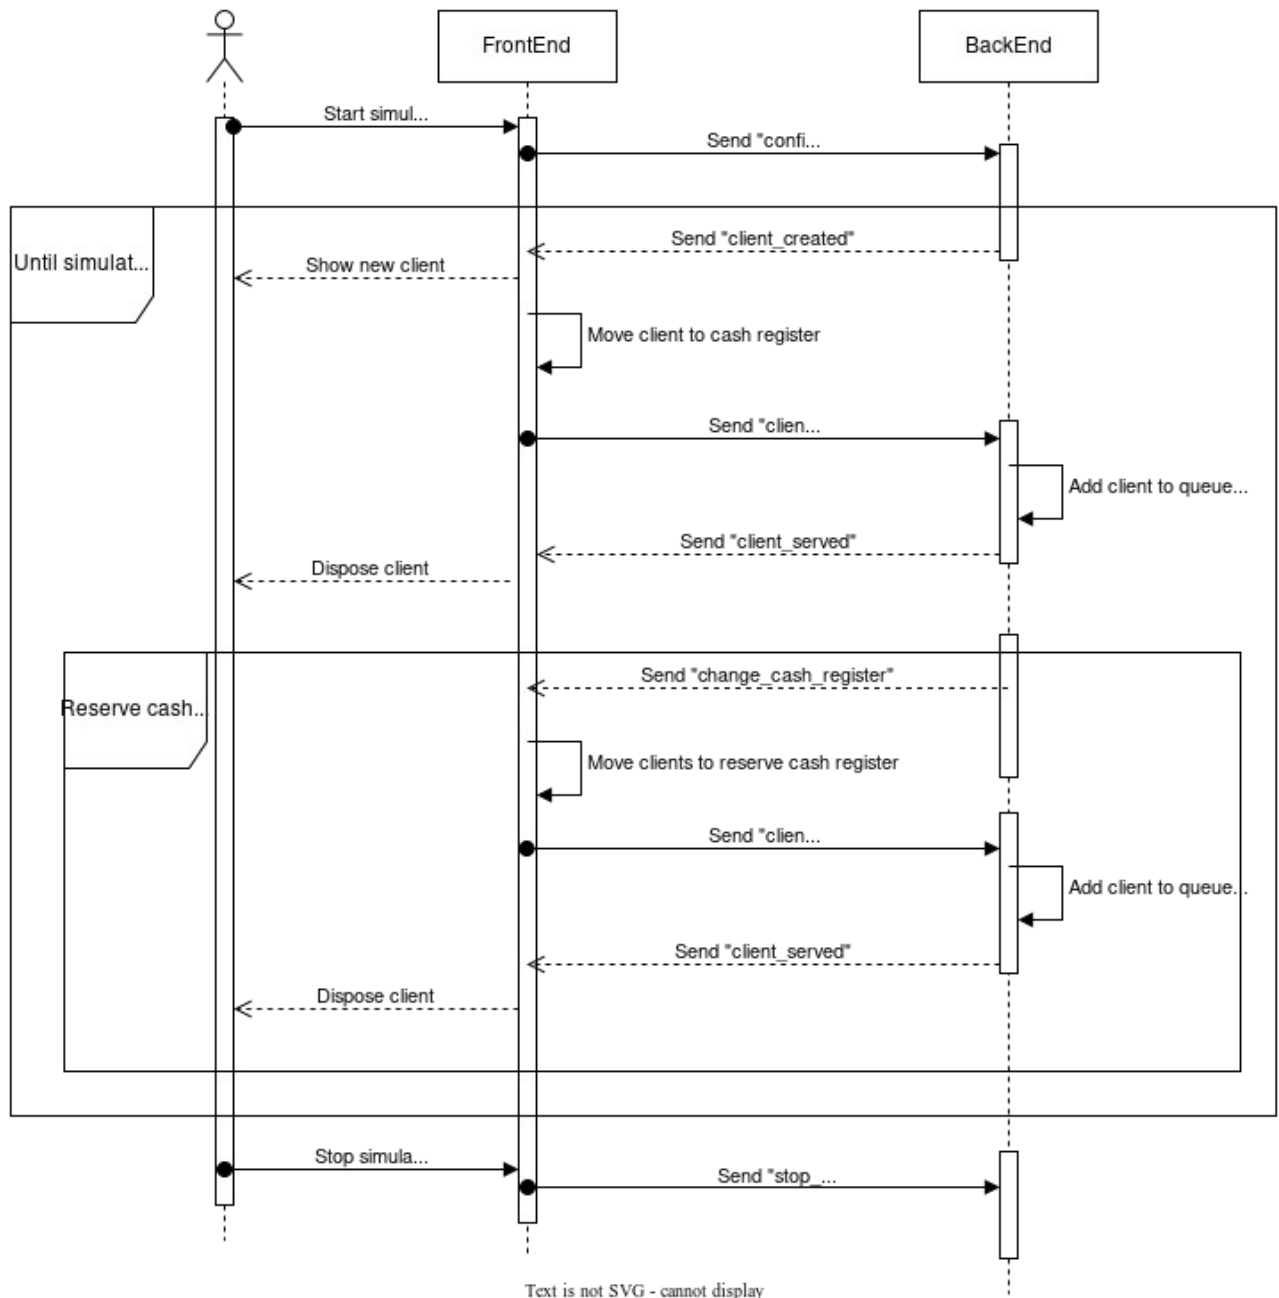 FrontEnd
BackEnd
Start simul...
Send "confi...
Send "client_created"
Until simulat...
Show new client
Move client to cash register
Send "clien...
Add client to queue...
Send "client_served"
Dispose client
Send "change_cash_register"
Reserve cash...
Move clients to reserve cash register
Send "clien...
Add client to queue...
Send "client_served"
Dispose client
Stop simula...
Send "stop_...
Text is not SVG - cannot display